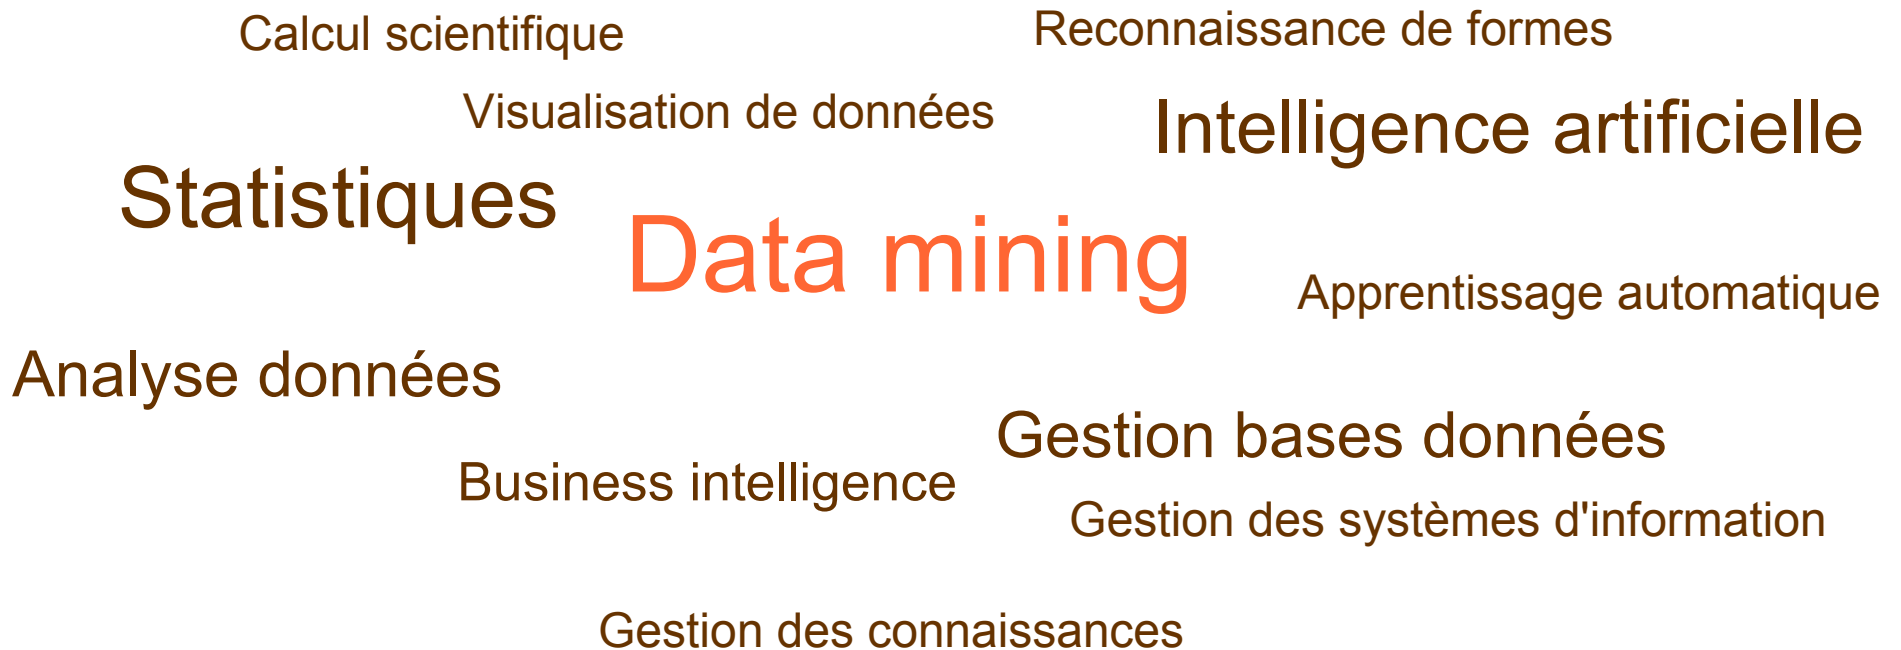 Calcul scientifique
Reconnaissance de formes
Visualisation de données
Intelligence artificielle
Statistiques
Data mining
Apprentissage automatique
Analyse données
Gestion bases données
Business intelligence
Gestion des systèmes d'information
Gestion des connaissances